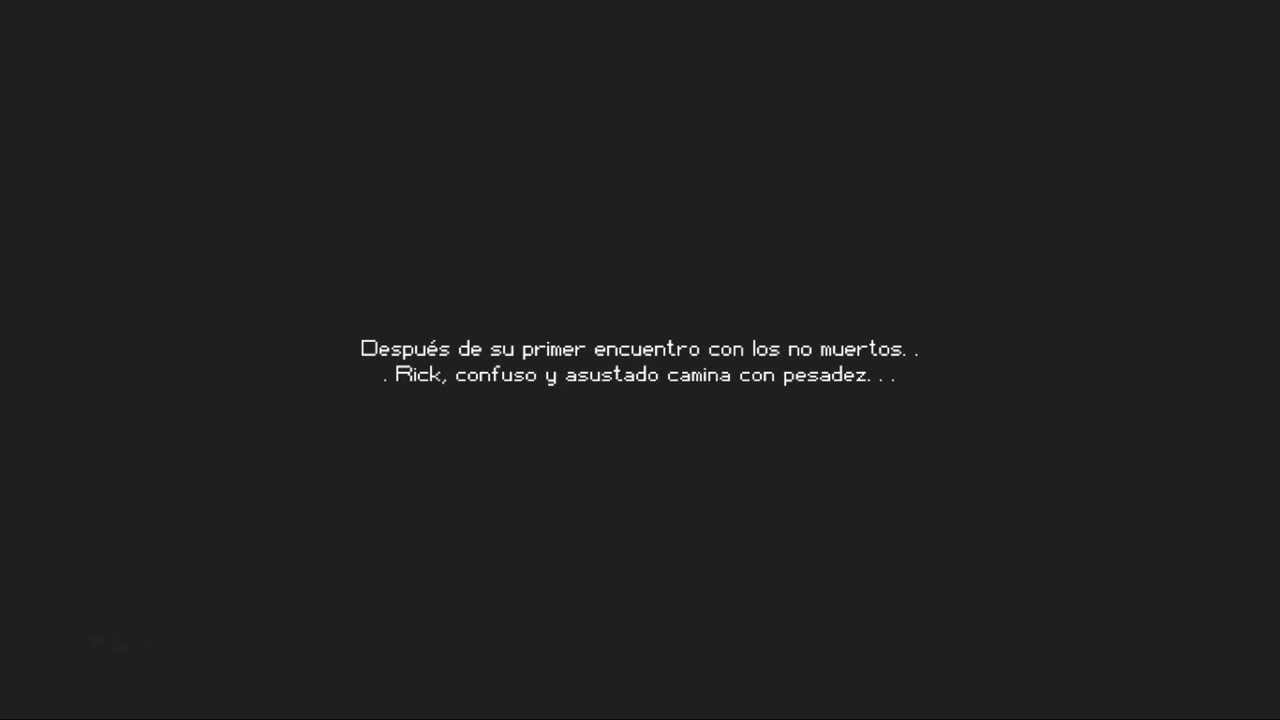 Después de su primer encuentro con los no muertos. .
. Rick, confuso y asustado camina con pesadez. . .